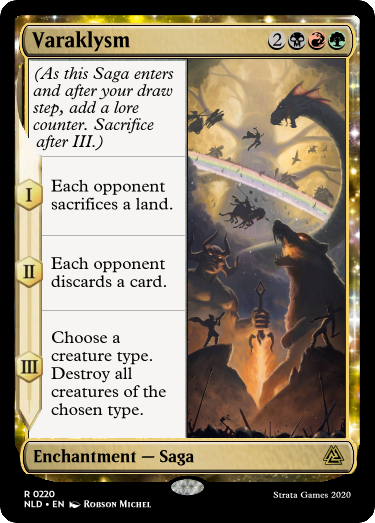 Varaklysm 2
(As this Saga enters
and after your draw
step, add a lore
counter. Sacrifice
after III.)
I
Each opponent
sacrifices a land.
II
Each opponent
discards a card.
III
Choose a
creature type.
Destroy all
creatures of the
chosen type.
Enchantment — Saga
R 0220
NLD • EN Robson Michel
Strata Games 2020